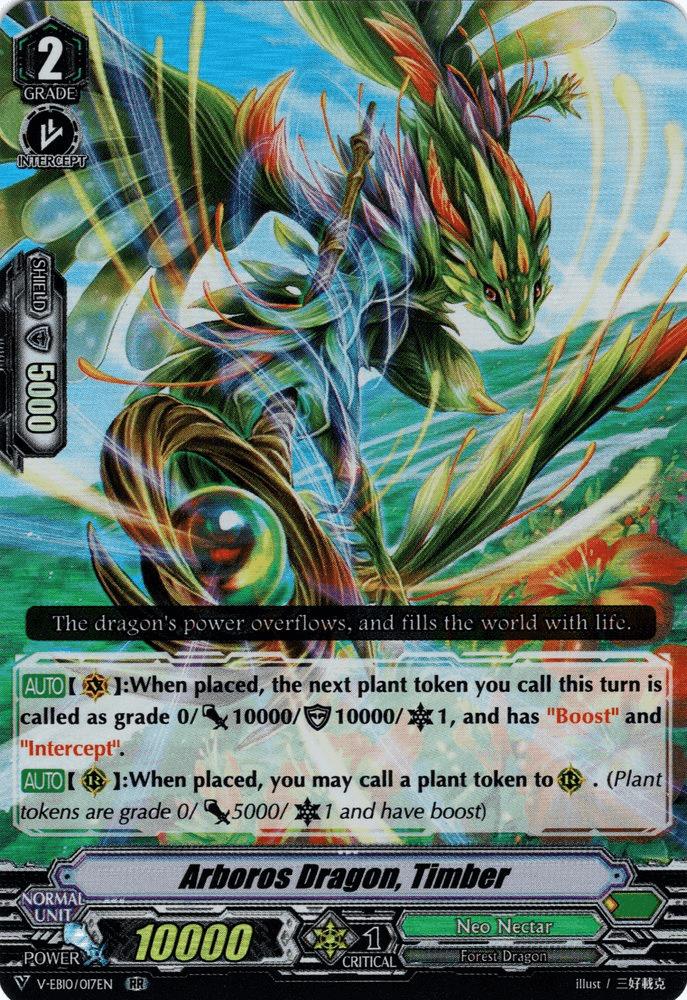 2
GRADE
INTERCEPT
SHIELD
5000
The dragon's power overflows, and fills the world with life.
AUTO【 V 】:When placed, the next plant token you call this turn is
called as grade 0/ 10000/ 10000/ 1, and has "Boost" and
"Intercept".
AUTO【 R 】:When placed, you may call a plant token to R . (Plant
tokens are grade 0/ 5000/ 1 and have boost)
Arboros Dragon, Timber
NORMAL
UNIT
POWER
10000
1
CRITICAL
Neo Nectar
Forest Dragon
V-EB10/017EN RR
illust / 三好載克